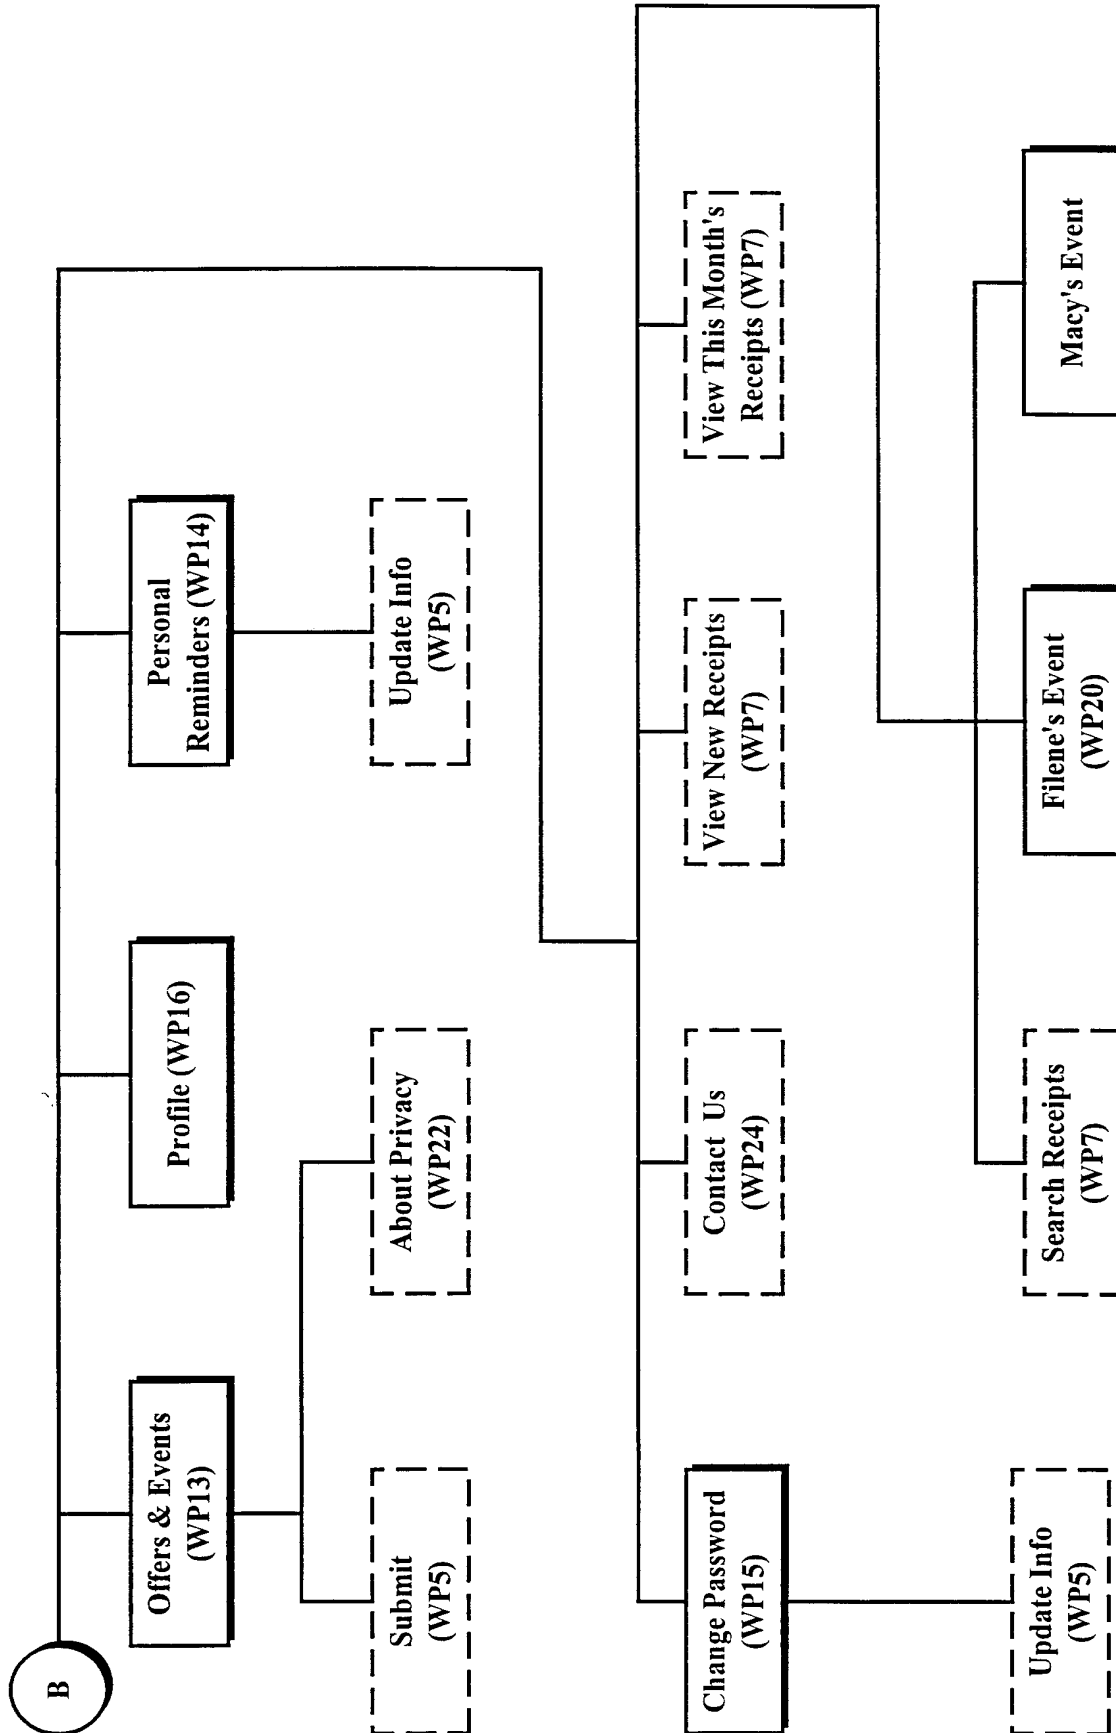 B
Offers & Events
(WP13)
Profile (WP16)
Personal
Reminders (WP14)
Submit
(WP5)
About Privacy
(WP22)
Update Info
(WP5)
Change Password
(WP15)
Contact Us
(WP24)
View New Receipts
(WP7)
View This Month's
Receipts (WP7)
Update Info
(WP5)
Search Receipts
(WP7)
Filene's Event
(WP20)
Macy's Event